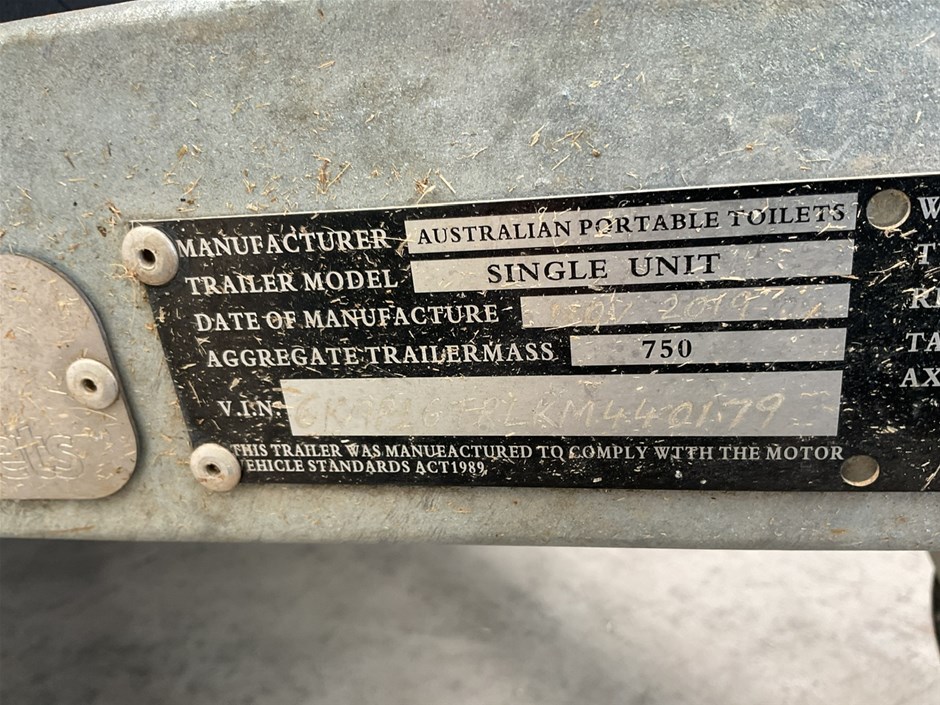 MANUFACTURER AUSTRALIAN PORTABLE TOILETS
TRAILER MODEL SINGLE UNIT
DATE OF MANUFACTURE 2019
AGGREGATE TRAILERMASS 750
V.I.N.
THIS TRAILER WAS MANUFACTURED TO COMPLY WITH THE MOTOR
VEHICLE STANDARDS ACT1989